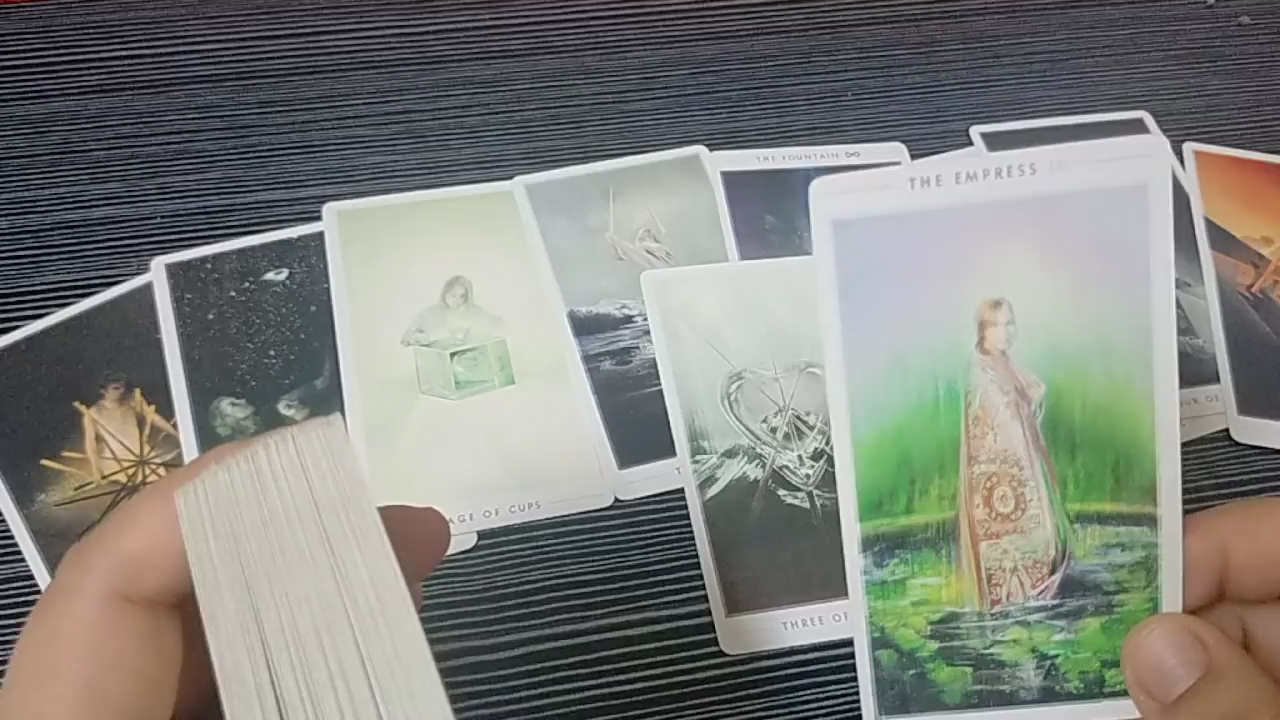 THE FOUNTAIN ∞
THE EMPRESS
AGE OF CUPS
THREE OF